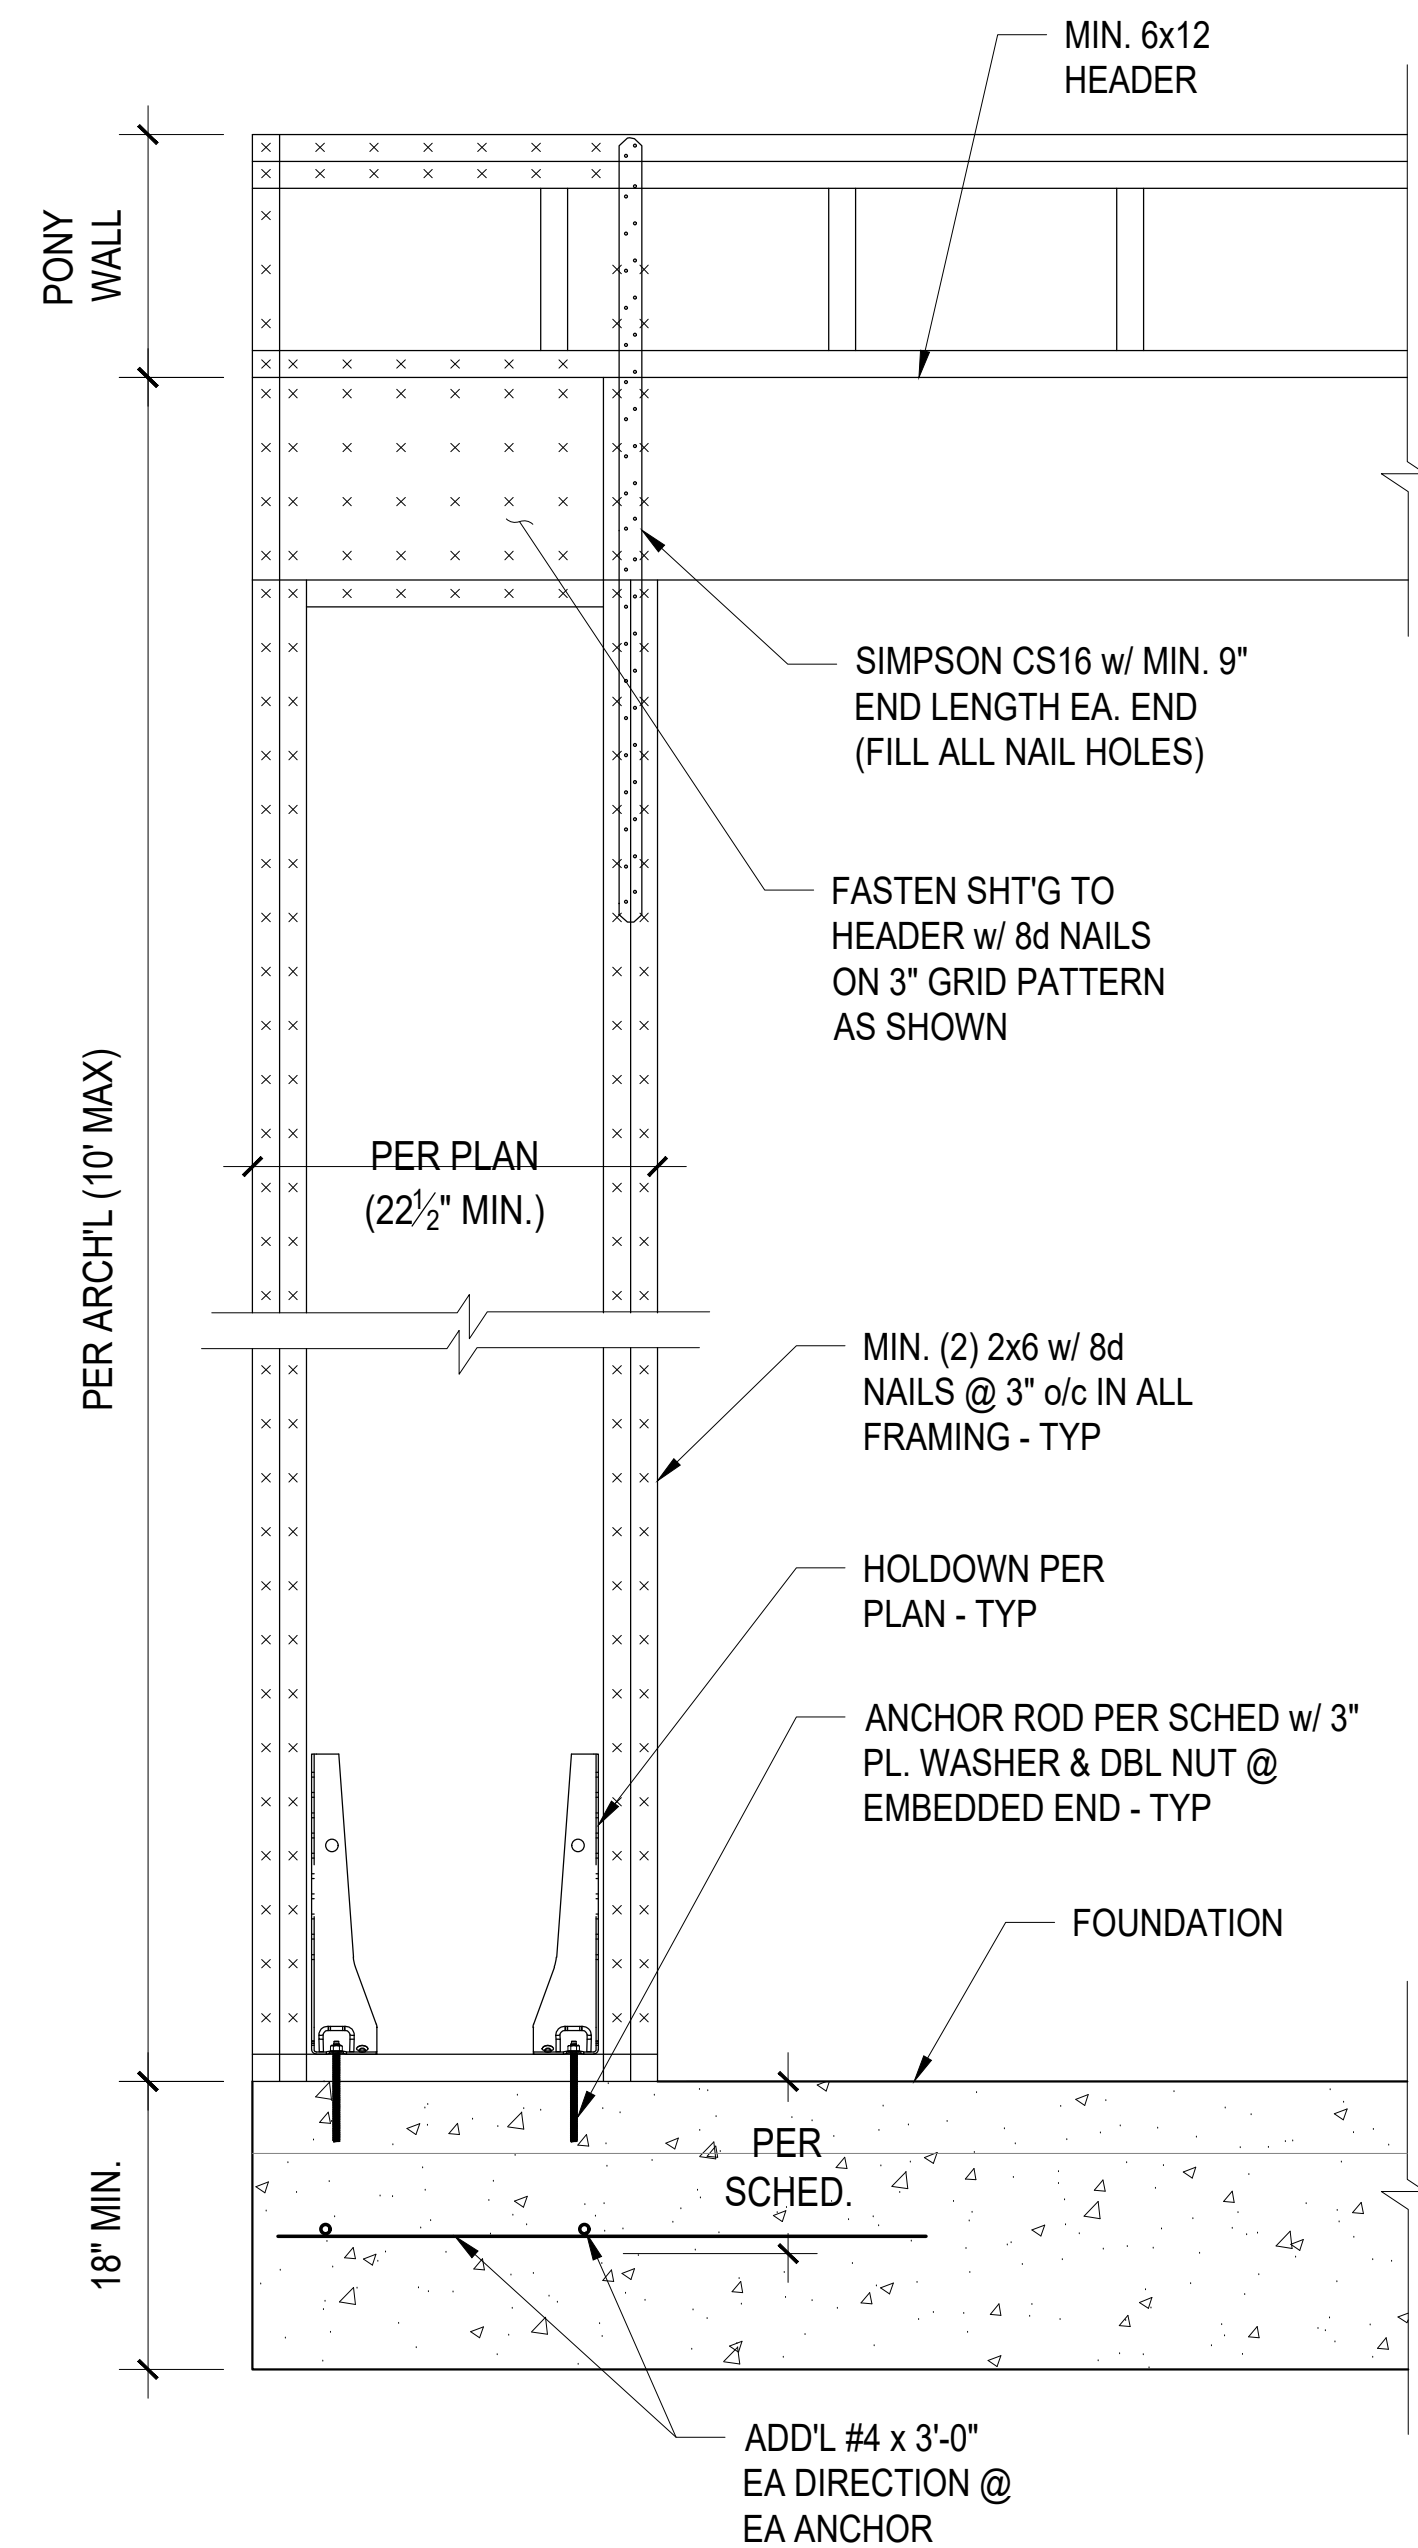 MIN. 6x12
HEADER
PONY
WALL
SIMPSON CS16 w/ MIN. 9"
END LENGTH EA. END
(FILL ALL NAIL HOLES)
FASTEN SHT'G TO
HEADER w/ 8d NAILS
ON 3" GRID PATTERN
AS SHOWN
PER ARCH'L (10' MAX)
PER PLAN
(22½" MIN.)
MIN. (2) 2x6 w/ 8d
NAILS @ 3" o/c IN ALL
FRAMING - TYP
HOLDOWN PER
PLAN - TYP
ANCHOR ROD PER SCHED w/ 3"
PL. WASHER & DBL NUT @
EMBEDDED END - TYP
FOUNDATION
PER
SCHED.
18" MIN.
ADD'L #4 x 3'-0"
EA DIRECTION @
EA ANCHOR